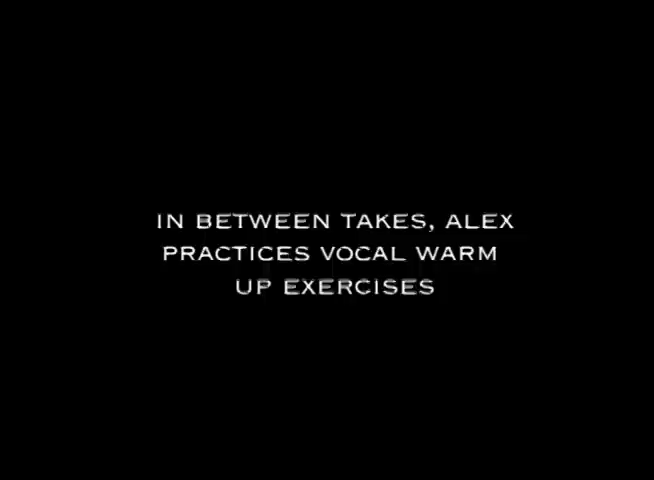 IN BETWEEN TAKES, ALEX
PRACTICES VOCAL WARM
UP EXERCISES